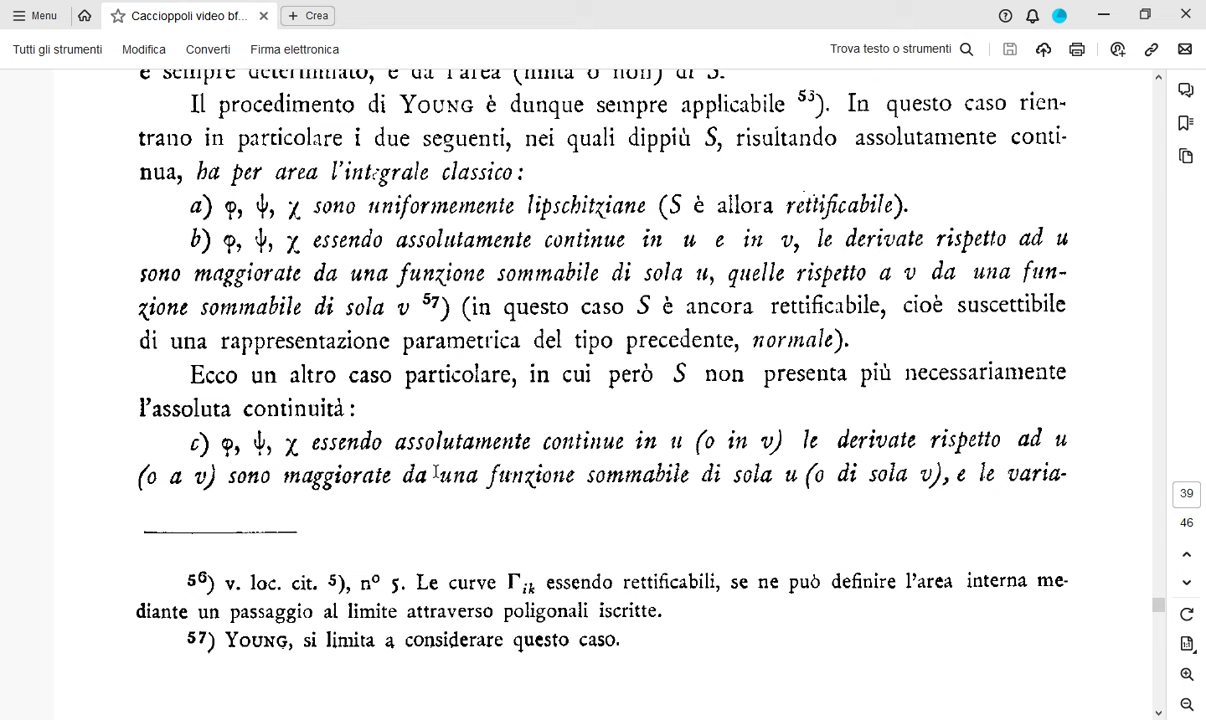 Menu
Caccioppoli video bf...
Crea
Tutti gli strumenti Modifica Converti Firma elettronica Trova testo o strumenti
è sempre determinato, e dà l'area (finita o non) di S.
Il procedimento di YOUNG è dunque sempre applicabile 53). In questo caso rien-
trano in particolare i due seguenti, nei quali dippiù S, risultando assolutamente conti-
nua, ha per area l'integrale classico:
a) φ, ψ, χ sono uniformemente lipschitziane (S è allora rettificabile).
b) φ, ψ, χ essendo assolutamente continue in u e in v, le derivate rispetto ad u
sono maggiorate da una funzione sommabile di sola u, quelle rispetto a v da una fun-
zione sommabile di sola v 57) (in questo caso S è ancora rettificabile, cioè suscettibile
di una rappresentazione parametrica del tipo precedente, normale).
Ecco un altro caso particolare, in cui però S non presenta più necessariamente
l'assoluta continuità:
c) φ, ψ, χ essendo assolutamente continue in u (o in v) le derivate rispetto ad u
(o a v) sono maggiorate da una funzione sommabile di sola u (o di sola v), e le varia-
56) v. loc. cit. 5), n° 5. Le curve Γik essendo rettificabili, se ne può definire l'area interna me-
diante un passaggio al limite attraverso poligonali iscritte.
57) YOUNG, si limita a considerare questo caso.
39
46